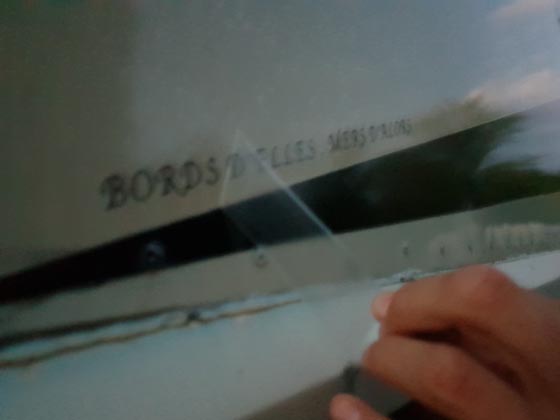 BORDS D'ELLES . MERS D'ALORS